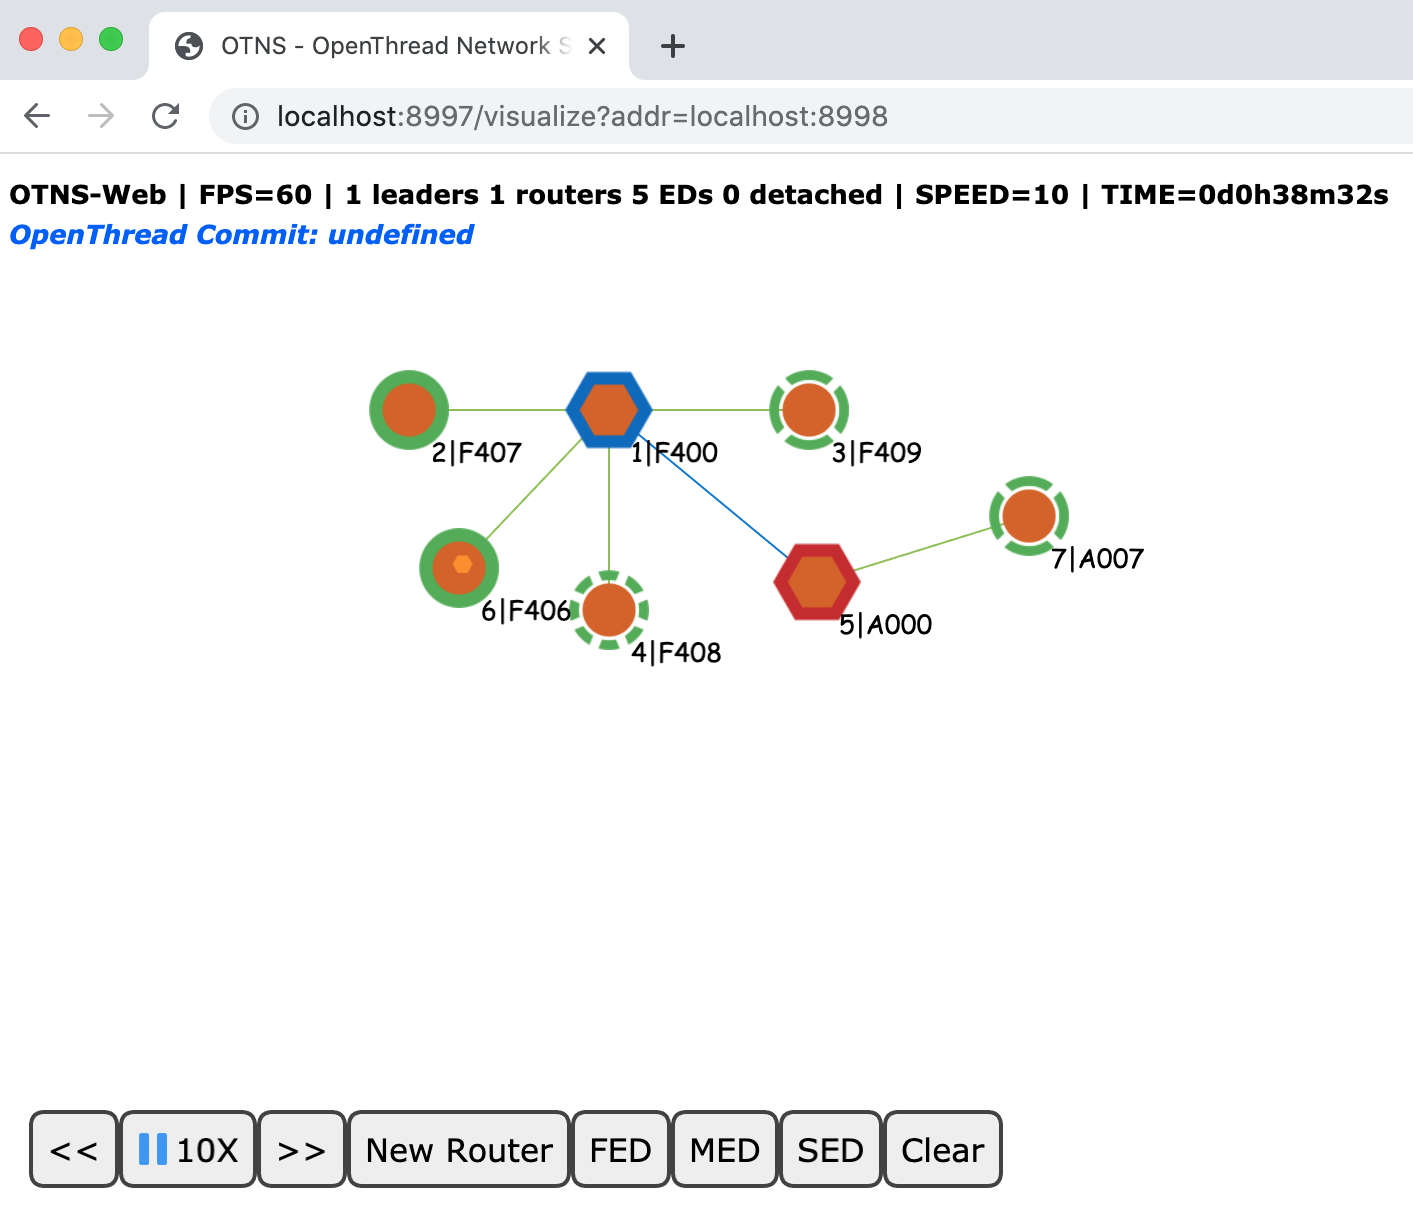 OTNS - OpenThread Network S
localhost:8997/visualize?addr=localhost:8998
OTNS-Web | FPS=60 | 1 leaders 1 routers 5 EDs 0 detached | SPEED=10 | TIME=0d0h38m32s
OpenThread Commit: undefined
2|F407
1|F400
3|F409
7|A007
6|F406
5|A000
4|F408
<< 10X >> New Router FED MED SED Clear